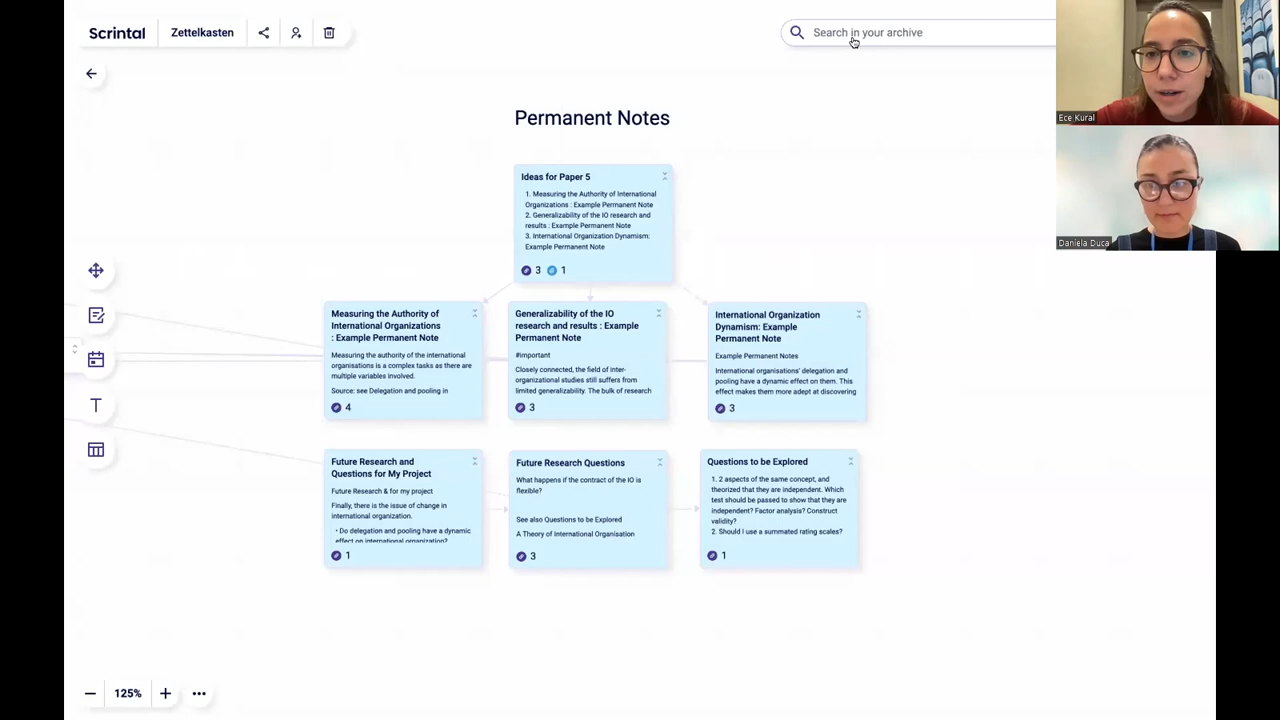 Scrintal
Zettelkasten
Search in your archive
Ece Kural
Daniela Duca
Permanent Notes
Ideas for Paper 5
1. Measuring the Authority of International
Organizations : Example Permanent Note
2. Generalizability of the IO research and
results : Example Permanent Note
3. International Organization Dynamism:
Example Permanent Note
3 1
Measuring the Authority of
International Organizations
: Example Permanent Note
Measuring the authority of the international
organisations is a complex tasks as there are
multiple variables involved.
Source: see Delegation and pooling in
4
Generalizability of the IO
research and results : Example
Permanent Note
#important
Closely connected, the field of inter-
organizational studies still suffers from
limited generalizability. The bulk of research
3
International Organization
Dynamism: Example
Permanent Note
Example Permanent Notes
International organisations' delegation and
pooling have a dynamic effect on them. This
effect makes them more adept at discovering
3
Future Research and
Questions for My Project
Future Research & for my project
Finally, there is the issue of change in
international organization.
• Do delegation and pooling have a dynamic
effect on international organization?
1
Future Research Questions
What happens if the contract of the IO is
flexible?
See also Questions to be Explored
A Theory of International Organisation
3
Questions to be Explored
1. 2 aspects of the same concept, and
theorized that they are independent. Which
test should be passed to show that they are
independent? Factor analysis? Construct
validity?
2. Should I use a summated rating scales?
1
T
125%